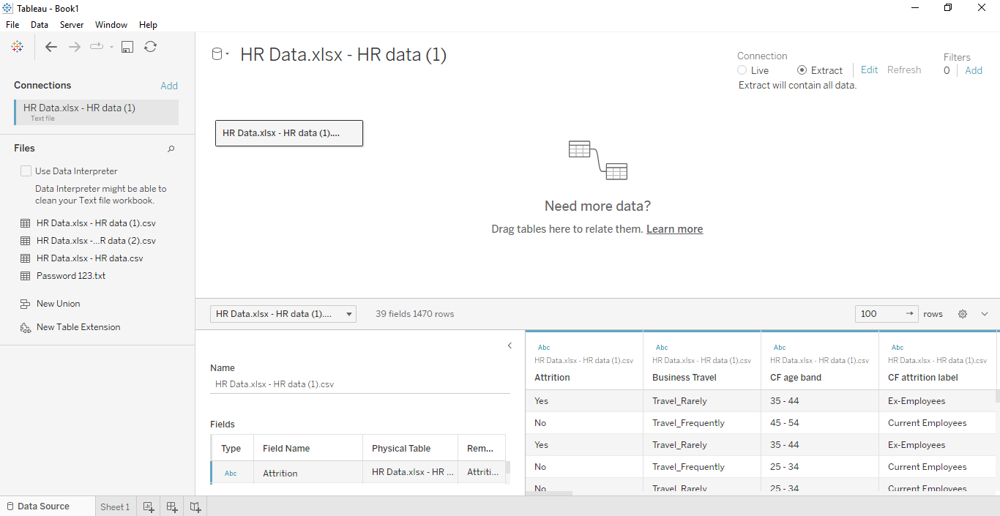 Tableau - Book1
File Data Server Window Help
Connections Add
HR Data.xlsx - HR data (1)
Text file
Files
Use Data Interpreter
Data Interpreter might be able to
clean your Text file workbook.
HR Data.xlsx - HR data (1).csv
HR Data.xlsx -...R data (2).csv
HR Data.xlsx - HR data.csv
Password 123.txt
New Union
New Table Extension
HR Data.xlsx - HR data (1)
Connection
Live Extract Edit Refresh
Extract will contain all data.
Filters
0 Add
HR Data.xlsx - HR data (1)....
Need more data?
Drag tables here to relate them. Learn more
HR Data.xlsx - HR data (1).... 39 fields 1470 rows 100 rows
Name
HR Data.xlsx - HR data (1).csv
Fields
Type Field Name Physical Table Rem...
Abc Attrition HR Data.xlsx - HR ... Attriti...
Abc Abc Abc Abc
HR Data.xlsx - HR data (1).csv HR Data.xlsx - HR data (1).csv HR Data.xlsx - HR data (1).csv HR Data.xlsx - HR data (1).csv
Attrition Business Travel CF age band CF attrition label
Yes Travel_Rarely 35 - 44 Ex-Employees
No Travel_Frequently 45 - 54 Current Employees
Yes Travel_Rarely 35 - 44 Ex-Employees
No Travel_Frequently 25 - 34 Current Employees
No Travel_Rarely 25 - 34 Current Employees
Data Source Sheet 1